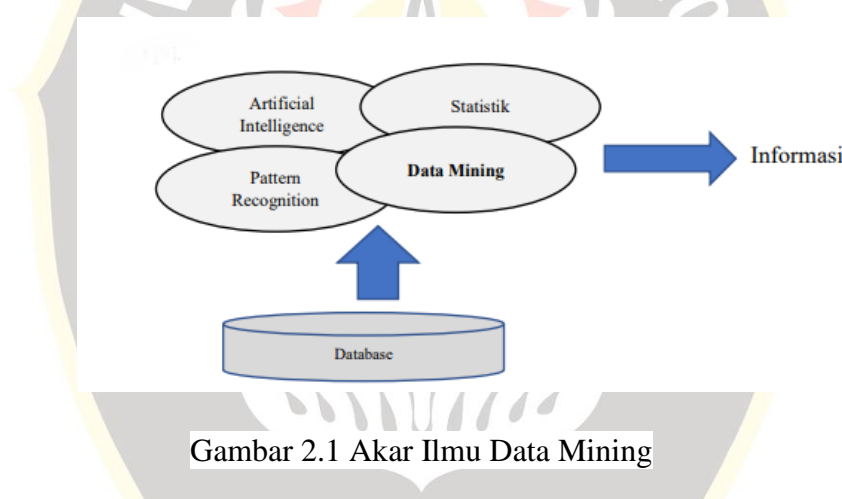 Artificial
Intelligence
Statistik
Pattern
Recognition
Data Mining
Informasi
Database
Gambar 2.1 Akar Ilmu Data Mining